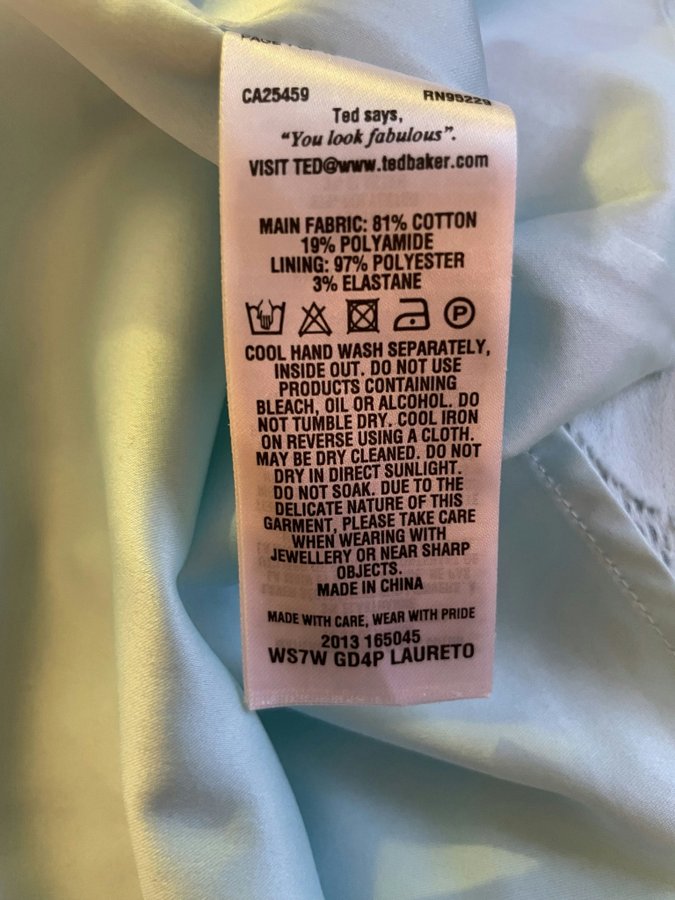 CA25459 RN95229
Ted says,
"You look fabulous".
VISIT TED@www.tedbaker.com
MAIN FABRIC: 81% COTTON
19% POLYAMIDE
LINING: 97% POLYESTER
3% ELASTANE
P
COOL HAND WASH SEPARATELY,
INSIDE OUT. DO NOT USE
PRODUCTS CONTAINING
BLEACH, OIL OR ALCOHOL. DO
NOT TUMBLE DRY. COOL IRON
ON REVERSE USING A CLOTH.
MAY BE DRY CLEANED. DO NOT
DRY IN DIRECT SUNLIGHT.
DO NOT SOAK. DUE TO THE
DELICATE NATURE OF THIS
GARMENT, PLEASE TAKE CARE
WHEN WEARING WITH
JEWELLERY OR NEAR SHARP
OBJECTS.
MADE IN CHINA
MADE WITH CARE, WEAR WITH PRIDE
2013 165045
WS7W GD4P LAURETO